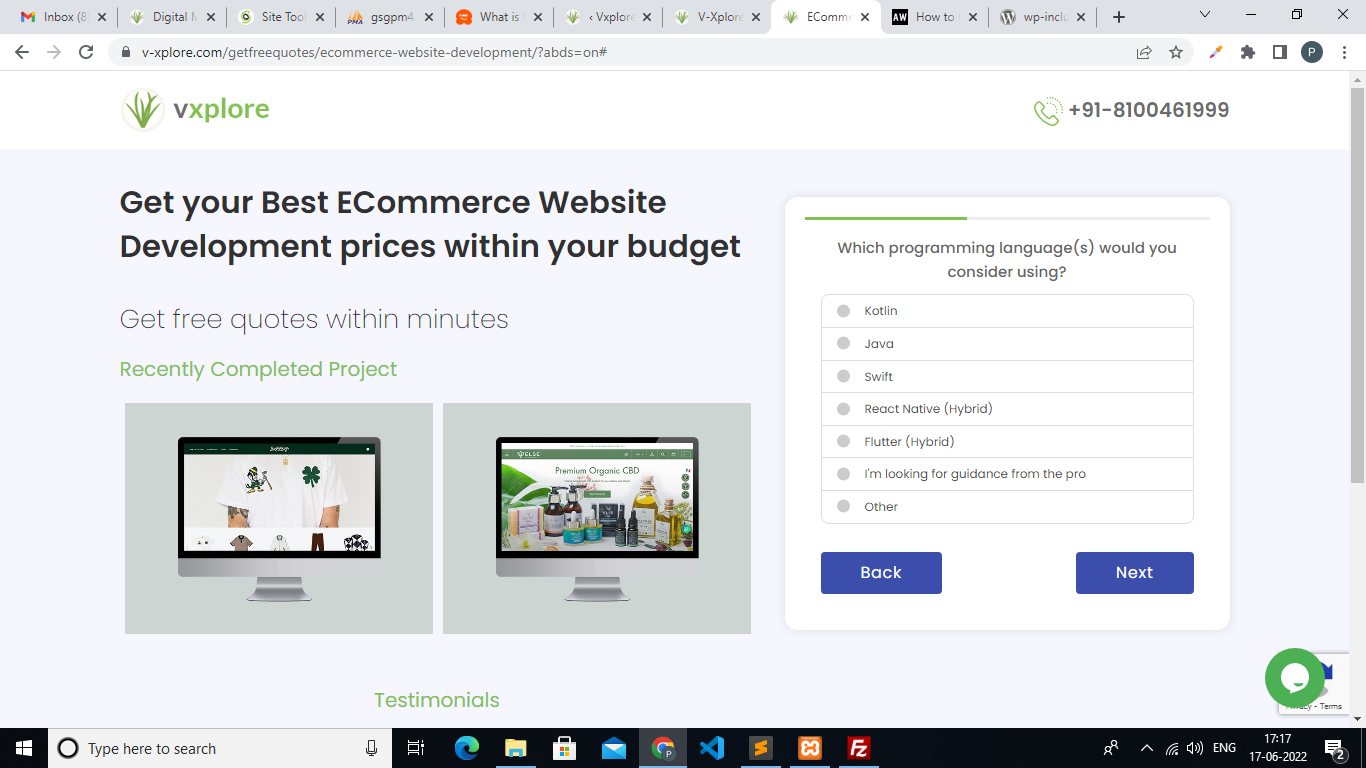 Inbox (8
Digital M
Site Tool
gsgpm4.
What is
‹ Vxplore
V-Xplore
EComme
How to
wp-inclu
v-xplore.com/getfreequotes/ecommerce-website-development/?abds=on#
P
vxplore
+91-8100461999
Get your Best ECommerce Website
Development prices within your budget
Get free quotes within minutes
Recently Completed Project
ELSE
Premium Organic CBD
Which programming language(s) would you
consider using?
Kotlin
Java
Swift
React Native (Hybrid)
Flutter (Hybrid)
I'm looking for guidance from the pro
Other
Back
Next
Testimonials
Privacy - Terms
Type here to search
ENG
17:17
17-06-2022
2